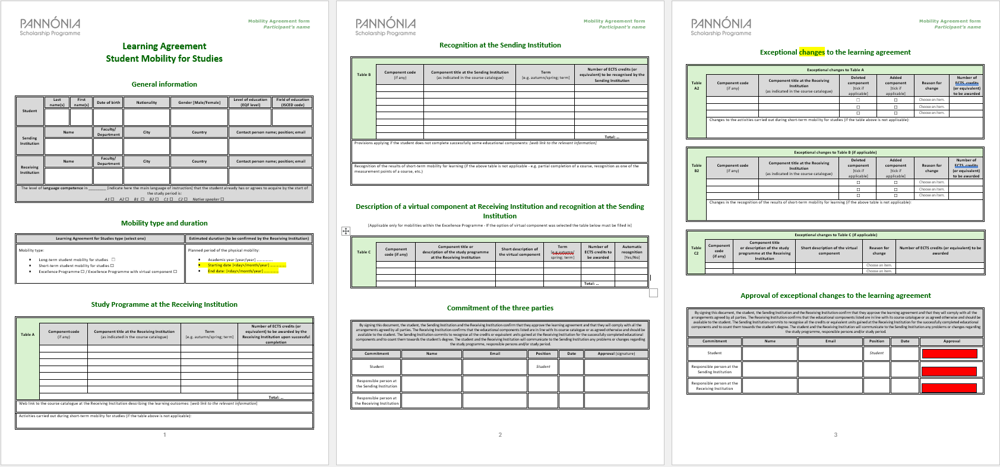 PANNÓNIA
Scholarship Programme
Mobility Agreement form
Participant's name
Learning Agreement
Student Mobility for Studies
General information
Student
Last name(s)
First name(s)
Date of birth
Nationality
Gender [Male/Female]
Level of education (EQF level)
Field of education (ISCED code)
Sending Institution
Name
Faculty/ Department
City
Country
Contact person name; position; email
Receiving Institution
Name
Faculty/ Department
City
Country
Contact person name; position; email
The level of language competence in ________ [indicate here the main language of instruction] that the student already has or agrees to acquire by the start of
the study period is:
A1 ☐ A2 ☐ B1 ☐ B2 ☐ C1 ☐ C2 ☐ Native speaker ☐
Mobility type and duration
Learning Agreement for Studies type (select one)
Estimated duration (to be confirmed by the Receiving Institution)
Mobility type:
• Long-term student mobility for studies ☐
• Short-term student mobility for studies ☐
• Excellence Programme ☐ / Excellence Programme with virtual component ☐
Planned period of the physical mobility:
• Academic year [year/year] ……………
• Starting date [<day>/month/year] ……………
• End date: [<day>/month/year] ……………
Study Programme at the Receiving Institution
Table A
Component code
(if any)
Component title at the Receiving Institution
(as indicated in the course catalogue)
Term
[e.g. autumn/spring; term]
Number of ECTS credits (or
equivalent) to be awarded by the
Receiving Institution upon successful
completion
Total: …
Web link to the course catalogue at the Receiving Institution describing the learning outcomes: [web link to the relevant information]
Activities carried out during short-term mobility for studies (if the table above is not applicable):
1
PANNÓNIA
Scholarship Programme
Mobility Agreement form
Participant's name
Recognition at the Sending Institution
Table B
Component code
(if any)
Component title at the Sending Institution
(as indicated in the course catalogue)
Term
[e.g. autumn/spring; term]
Number of ECTS credits (or
equivalent) to be recognised by the
Sending Institution
Total: …
Provisions applying if the student does not complete successfully some educational components: [web link to the relevant information]
Recognition of the results of short-term mobility for learning (if the above table is not applicable - e.g. partial completion of a course, recognition as one of the
measurement points of a course, etc.)
Description of a virtual component at Receiving Institution and recognition at the Sending
Institution
[Applicable only for mobilities within the Excellence Programme - If the option of virtual component was selected the table below must be filled in]
Table C
Component
code (if any)
Component title or
description of the study programme
at the Receiving Institution
Short description of
the virtual component
Term
[e.g. autumn/
spring; term]
Number of
ECTS credits to
be awarded
Automatic
recognition
[Yes/No]
Total: …
Commitment of the three parties
By signing this document, the student, the Sending Institution and the Receiving Institution confirm that they approve the learning agreement and that they will comply with all the
arrangements agreed by all parties. The Institution confirms that the educational components listed are in line with its course catalogue or as agreed otherwise and should be
available to the student. The Sending Institution commits to recognise all the credits or equivalent units gained at the Receiving Institution for the successfully completed educational
components and to count them towards the student's degree. The student and the Receiving Institution will communicate to the Sending Institution any problems or changes regarding
the study programme, responsible persons and/or study period.
Commitment
Name
Email
Position
Date
Approval (signature)
Student
Student
Responsible person at
the Sending Institution
Responsible person at
the Receiving Institution
2
PANNÓNIA
Scholarship Programme
Mobility Agreement form
Participant's name
Exceptional changes to the learning agreement
Exceptional changes to Table A
Table
A2
Component code
(if any)
Component title at the Receiving
Institution
(as indicated in the course catalogue)
Deleted
component
[tick if
applicable]
Added
component
[tick if
applicable]
Reason for
change
Number of
ECTS credits
(or equivalent)
to be awarded
☐ ☐ Choose an item.
☐ ☐ Choose an item.
☐ ☐ Choose an item.
Changes to the activities carried out during short-term mobility for studies (if the table above is not applicable):
Exceptional changes to Table B (if applicable)
Table
B2
Component code
(if any)
Component title at the Receiving
Institution
(as indicated in the course catalogue)
Deleted
component
[tick if
applicable]
Added
component
[tick if
applicable]
Reason for
change
Number of
ECTS credits
(or equivalent)
to be awarded
☐ ☐ Choose an item.
☐ ☐ Choose an item.
☐ ☐ Choose an item.
Changes in the recognition of the results of short-term mobility for learning (if the above table is not applicable):
Exceptional changes to Table C (if applicable)
Table
C2
Component
code
(if any)
Component title
or description of the study
programme at the Receiving
Institution
Short description of the virtual
component
Reason for
change
Number of ECTS credits (or equivalent) to be
awarded
Choose an item.
Choose an item.
Approval of exceptional changes to the learning agreement
By signing this document, the student, the Sending Institution and the Receiving Institution confirm that they approve the learning agreement and that they will comply with all the
arrangements agreed by all parties. The Institution confirms that the educational components listed are in line with its course catalogue or as agreed otherwise and should be
available to the student. The Sending Institution commits to recognise all the credits or equivalent units gained at the Receiving Institution for the successfully completed educational
components and to count them towards the student's degree. The student and the Receiving Institution will communicate to the Sending Institution any problems or changes regarding
the study programme, responsible persons and/or study period.
Commitment
Name
Email
Position
Date
Approval
Student
Student
Responsible person at the
Sending Institution
Responsible person at the
Receiving Institution
3